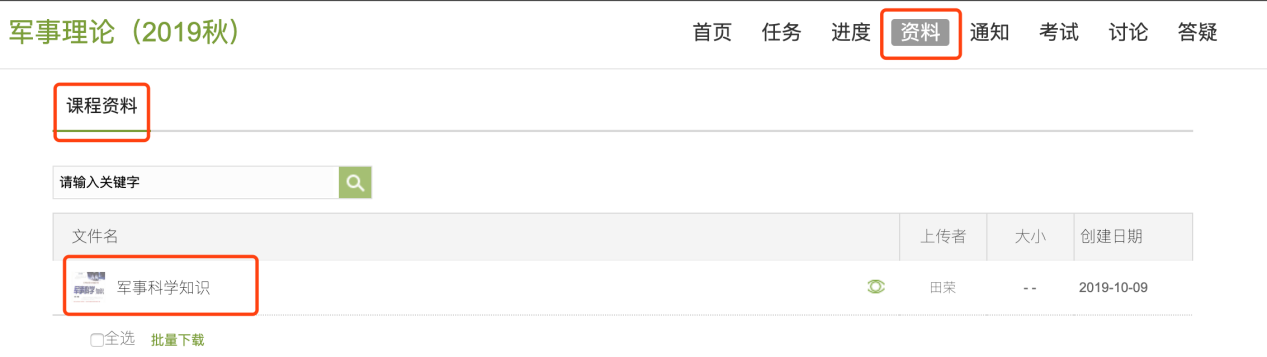 军事理论（2019秋）
首页 任务 进度 资料 通知 考试 讨论 答疑
课程资料
请输入关键字
文件名 上传者 大小 创建日期
军事科学知识 田荣 -- 2019-10-09
全选 批量下载